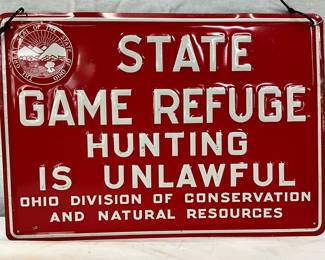 STATE
GAME REFUGE
HUNTING
IS UNLAWFUL
OHIO DIVISION OF CONSERVATION
AND NATURAL RESOURCES